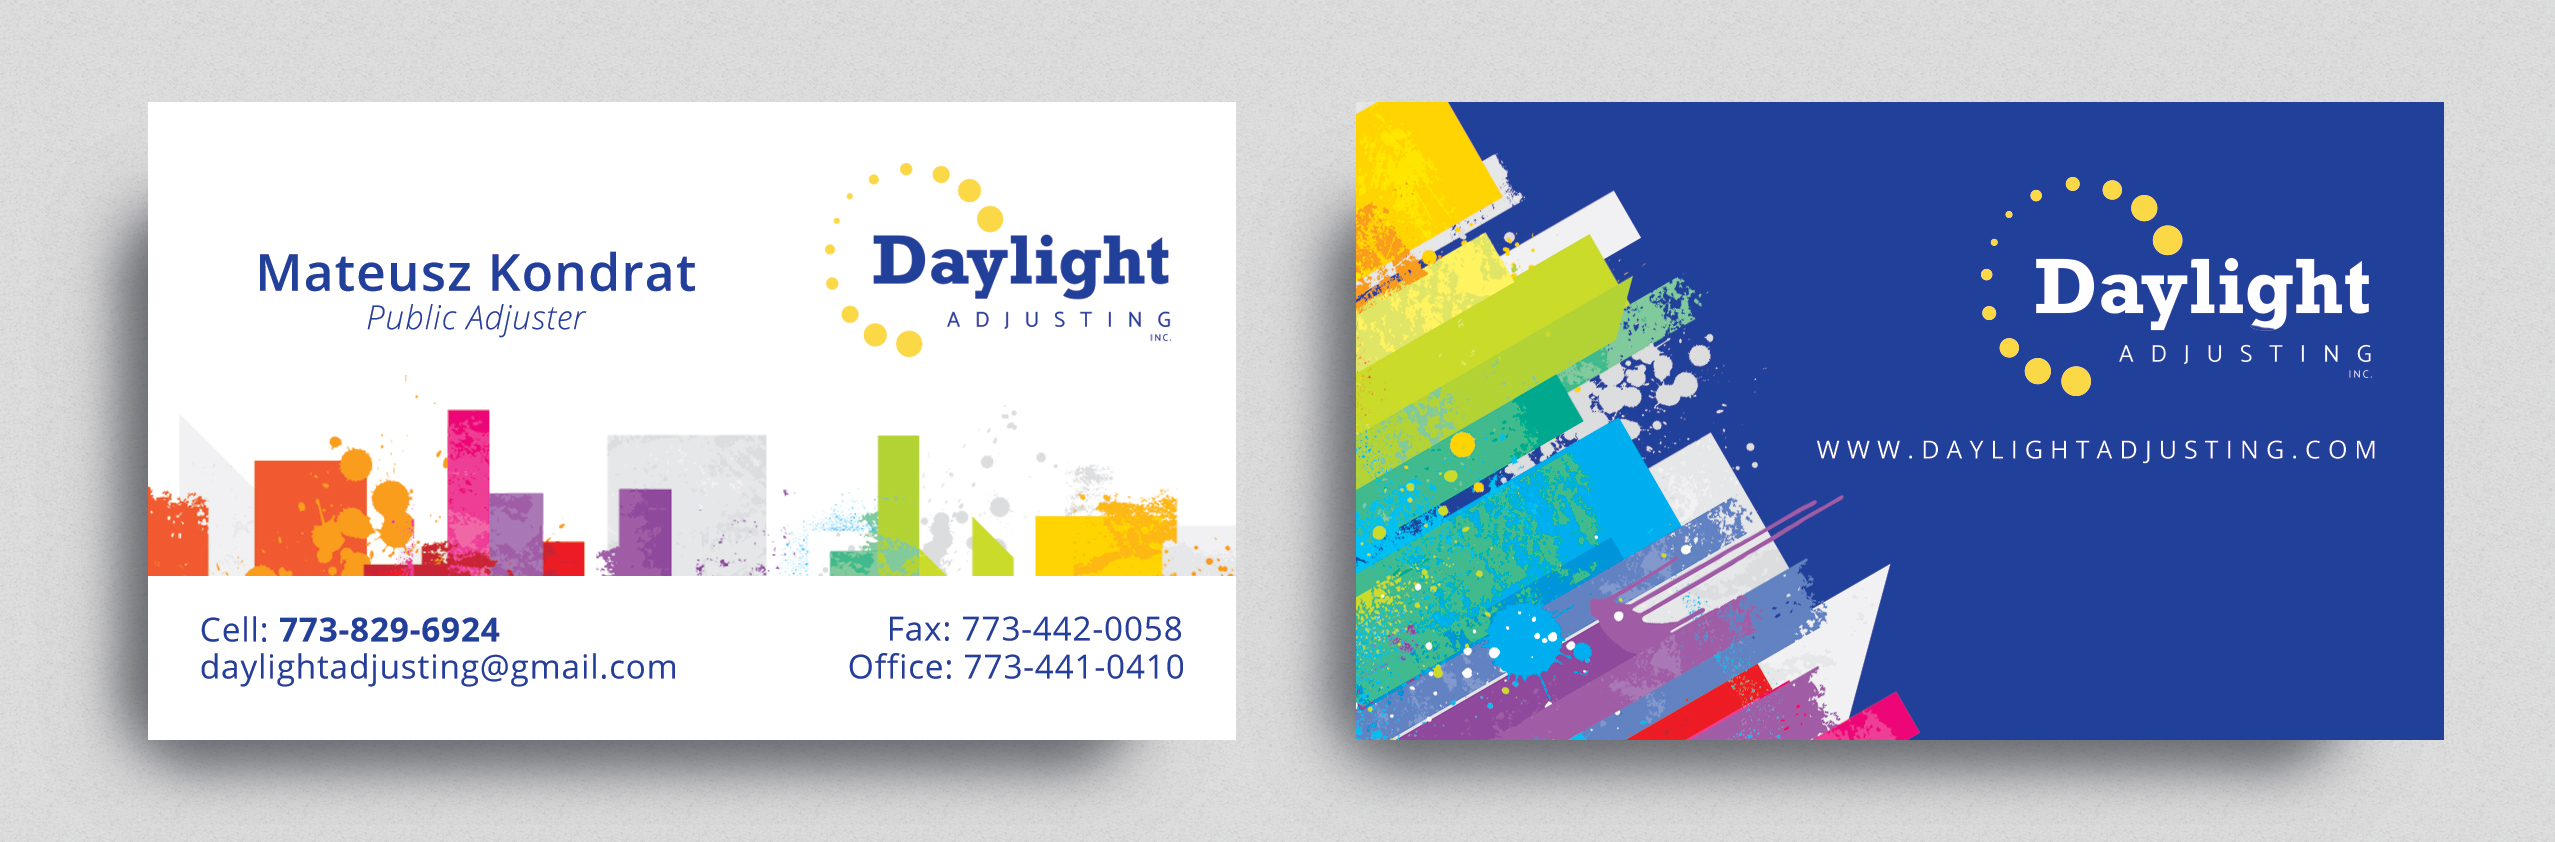 Mateusz Kondrat
Public Adjuster
Daylight
ADJUSTING
INC.
Cell: 773-829-6924
daylightadjusting@gmail.com
Fax: 773-442-0058
Office: 773-441-0410
Daylight
ADJUSTING
INC.
WWW.DAYLIGHTADJUSTING.COM